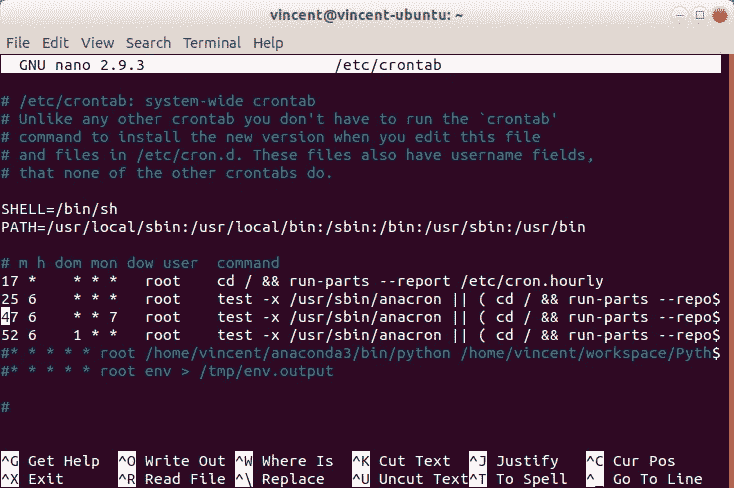 vincent@vincent-ubuntu: ~
File Edit View Search Terminal Help
GNU nano 2.9.3 /etc/crontab
# /etc/crontab: system-wide crontab
# Unlike any other crontab you don't have to run the `crontab'
# command to install the new version when you edit this file
# and files in /etc/cron.d. These files also have username fields,
# that none of the other crontabs do.
SHELL=/bin/sh
PATH=/usr/local/sbin:/usr/local/bin:/sbin:/bin:/usr/sbin:/usr/bin
# m h dom mon dow user  command
17 *    * * *   root    cd / && run-parts --report /etc/cron.hourly
25 6    * * *   root    test -x /usr/sbin/anacron || ( cd / && run-parts --repo$
47 6    * * 7   root    test -x /usr/sbin/anacron || ( cd / && run-parts --repo$
52 6    1 * *   root    test -x /usr/sbin/anacron || ( cd / && run-parts --repo$
#* * * * * root /home/vincent/anaconda3/bin/python /home/vincent/workspace/Pyth$
#* * * * * root env > /tmp/env.output
#
^G Get Help ^O Write Out ^W Where Is ^K Cut Text ^J Justify ^C Cur Pos
^X Exit ^R Read File ^\ Replace ^U Uncut Text ^T To Spell ^_ Go To Line